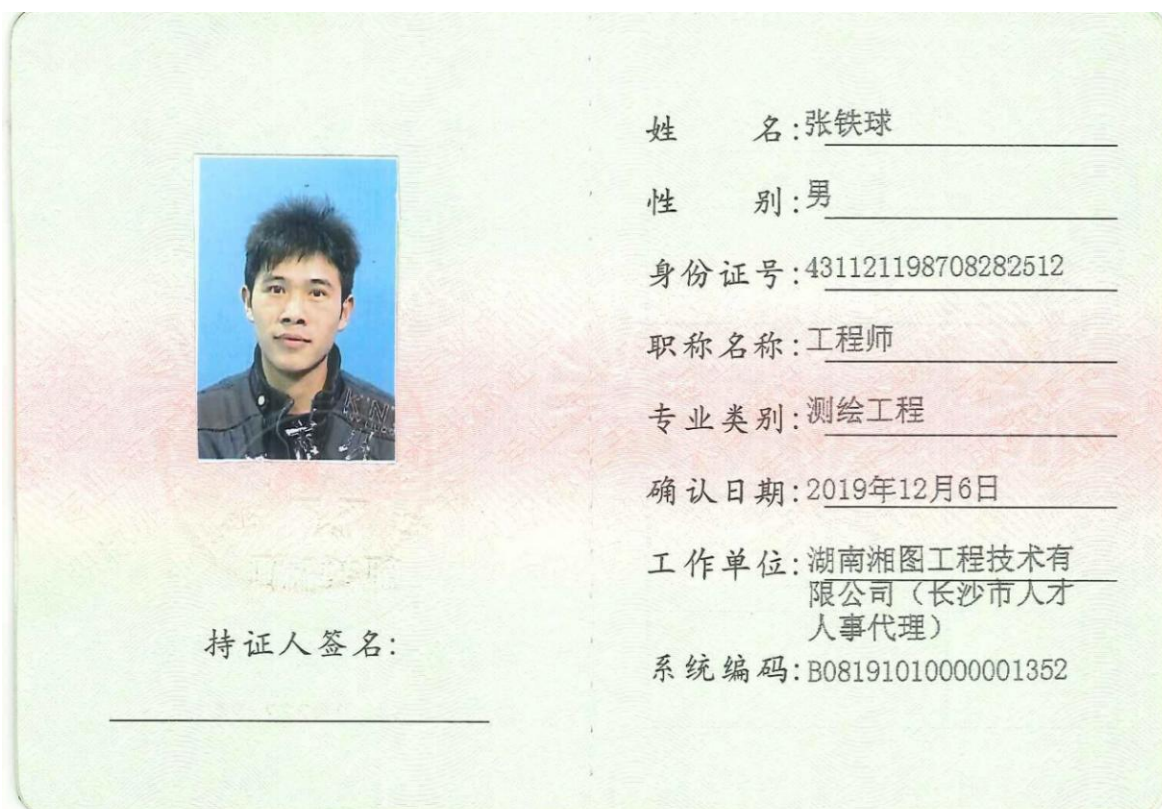 姓名:张铁球
性别:男
身份证号:431121198708282512
职称名称:工程师
专业类别:测绘工程
确认日期:2019年12月6日
工作单位:湖南湘图工程技术有
限公司（长沙市人才
人事代理）
系统编码:B08191010000001352
持证人签名: